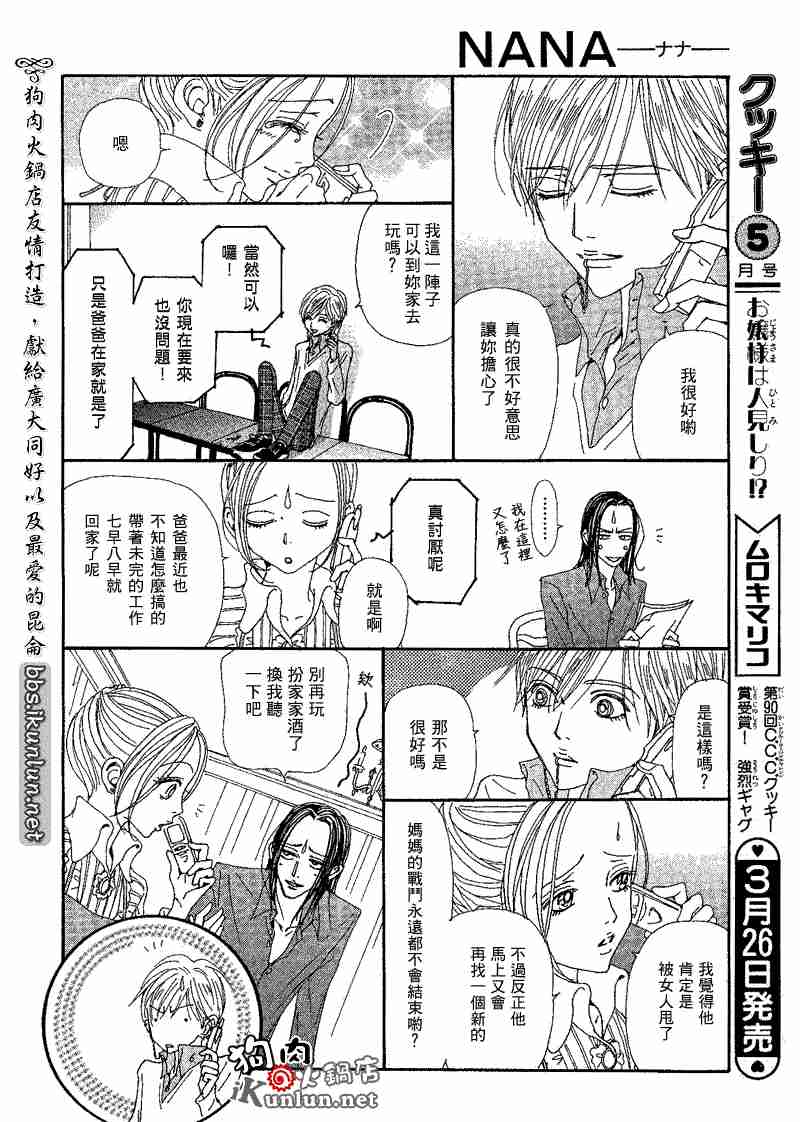 NANA
ナナ
我很好喲
真的很不好意思
讓妳擔心了
嗯
我這一陣子
可以到妳家去
玩嗎?
當然可以
囉!
你現在要來
也沒問題!
只是爸爸在家就是了
………
我在這裡
又怎麼了
真討厭呢
就是啊
爸爸最近也
不知道怎麼搞的
帶著未完的工作
七早八早就
回家了呢
是這樣嗎?
那不是
很好嗎
別再玩
扮家家酒了
換我聽
一下吧
欸
我覺得他
肯定是
被女人甩了
不過反正他
馬上又會
再找一個新的
媽媽的戰鬥永遠都不會結束喲?
クッキー5月号
お嬢様は人見しり!?
じょうさま
ひとみ
ムロキマリコ
第90回CCCクッキー
賞受賞! 強烈ギャグ
♥3月26日発売♠
狗肉火鍋店友情打造,獻給廣大同好以及最愛的昆侖
bbs.ikunlun.net
狗肉
火鍋店
iKunlun.net